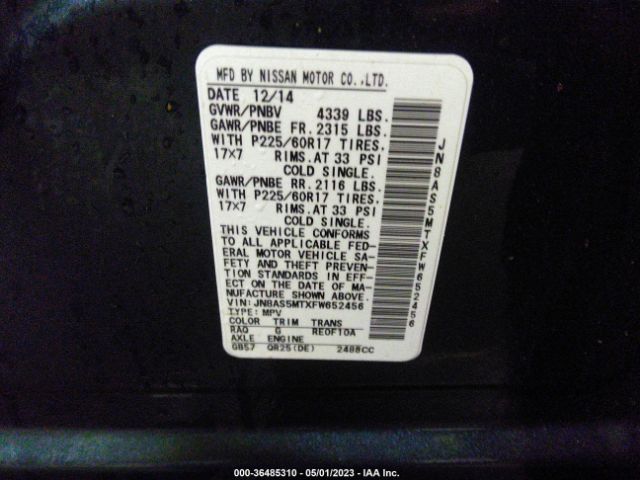 MFD BY NISSAN MOTOR CO.,LTD.
DATE 12/14
GVWR/PNBV 4339 LBS.
GAWR/PNBE FR. 2315 LBS.
WITH P225/60R17 TIRES,
17X7 RIMS.AT 33 PSI
COLD SINGLE.
GAWR/PNBE RR. 2116 LBS.
WITH P225/60R17 TIRES,
17X7 RIMS.AT 33 PSI
COLD SINGLE.
THIS VEHICLE CONFORMS
TO ALL APPLICABLE FED-
ERAL MOTOR VEHICLE SA-
FETY AND THEFT PREVEN-
TION STANDARDS IN EFF-
ECT ON THE DATE OF MA-
NUFACTURE SHOWN ABOVE.
VIN: JN8AS5MTXFW652456
TYPE: MPV
COLOR TRIM TRANS
RAQ G RE0F10A
AXLE ENGINE
GB57 QR25(DE) 2488CC
JN8AS5MTXFW652456
000-36485310 - 05/01/2023 - IAA Inc.